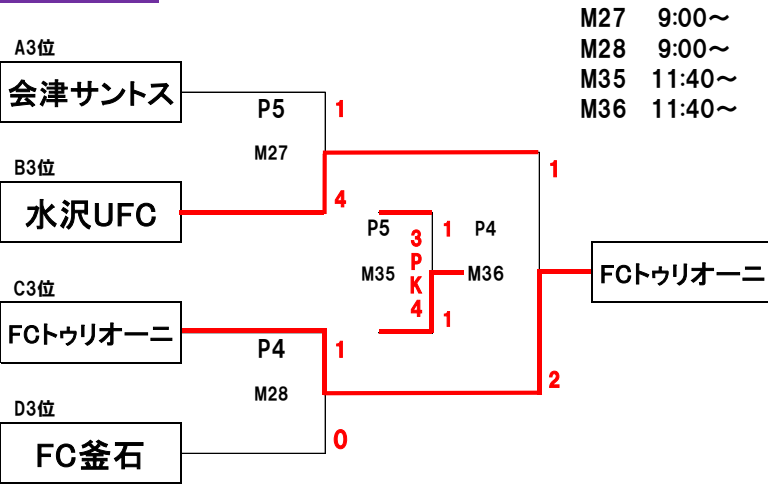 M27 9:00～
M28 9:00～
M35 11:40～
M36 11:40～
A3位
会津サントス
P5
1
M27
B3位
水沢UFC
4
1
P5
3
PK
4
1
P4
M35
M36
1
FCトゥリオーニ
C3位
FCトゥリオーニ
P4
1
M28
2
D3位
FC釜石
0